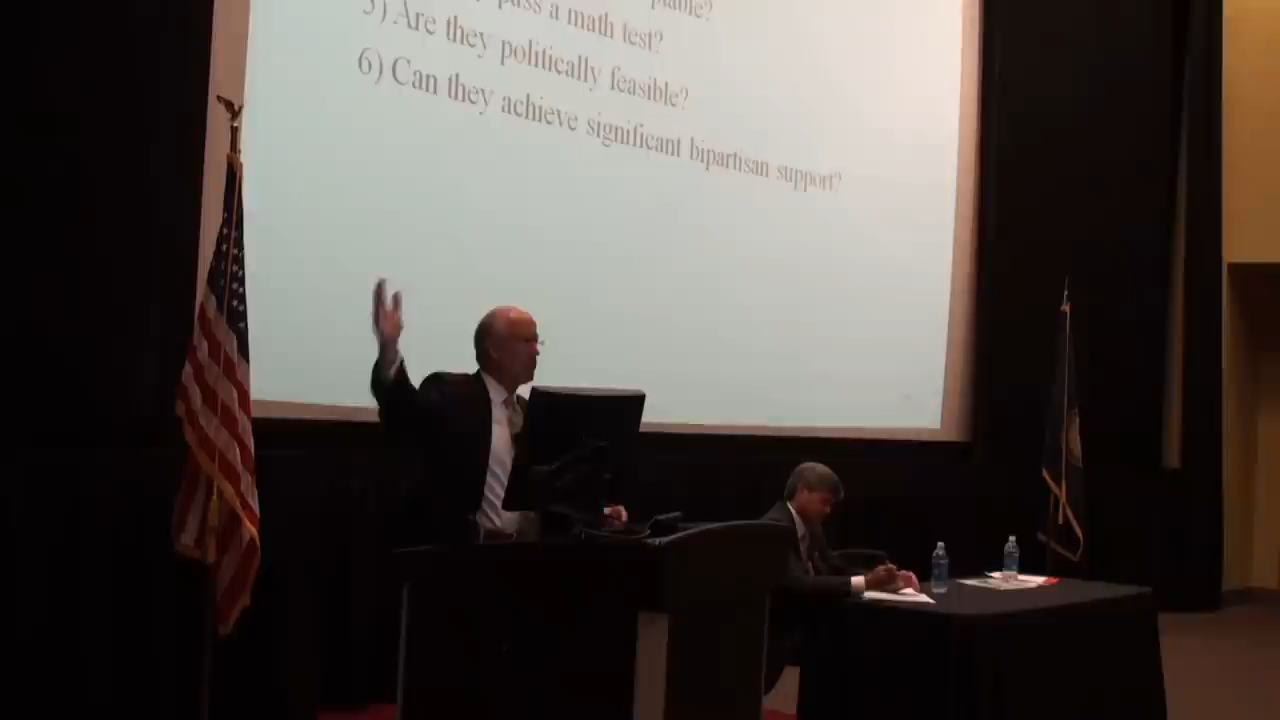 pass a math test?
5) Are they politically feasible?
6) Can they achieve significant bipartisan support?